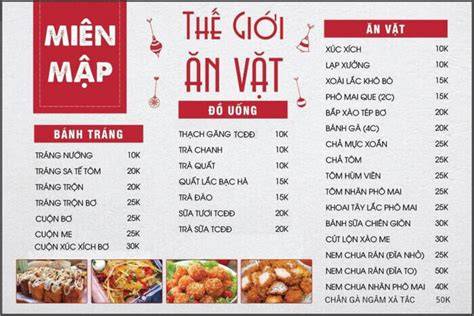 MIÊN
MẬP
THẾ GIỚI
ĂN VẶT
BÁNH TRÁNG
TRÁNG NƯỚNG 10K
TRÁNG SA TẾ TÔM 20K
TRÁNG TRỘN 20K
TRÁNG TRỘN BƠ 25K
CUỘN BƠ 25K
CUỘN ME 25K
CUỘN XÚC XÍCH BƠ 30K
ĐỒ UỐNG
THẠCH GĂNG TCĐĐ 10K
TRÀ CHANH 10K
TRÀ QUẤT 10K
QUẤT LẮC BẠC HÀ 15K
TRÀ ĐÀO 15K
SỮA TƯƠI TCĐĐ 20K
TRÀ SỮA TCĐĐ 20K
ĂN VẶT
XÚC XÍCH 10K
LẠP XƯỞNG 10K
XOÀI LẮC KHÔ BÒ 15K
PHÔ MAI QUE (2C) 15K
BẮP XÀO TÉP BƠ 20K
BÁNH GÀ (4C) 20K
CHẢ MỰC XOẮN 25K
CHẢ TÔM 25K
TÔM HÙM VIÊN 25K
TÔM NHÂN PHÔ MAI 25K
KHOAI TÂY LẮC PHÔ MAI 25K
BÁNH SỮA CHIÊN GIÒN 25K
CÚT LỘN XÀO ME 30K
NEM CHUA RÁN (ĐĨA NHỎ) 25K
NEM CHUA RÁN (ĐĨA TO) 50K
NEM CHUA NHÂN PHÔ MAI 50K
CHÂN GÀ NGÂM XẢ TẮC 50K